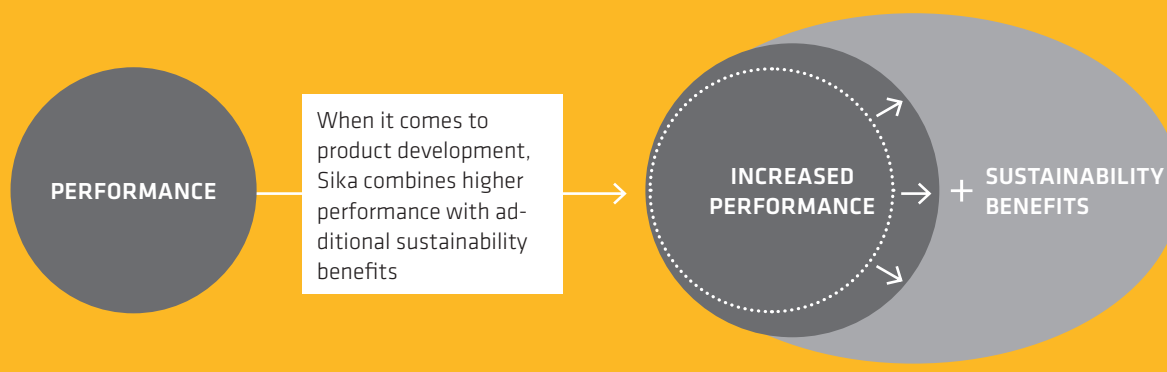 PERFORMANCE
When it comes to
product development,
Sika combines higher
performance with ad-
ditional sustainability
benefits
INCREASED
PERFORMANCE
+
SUSTAINABILITY
BENEFITS